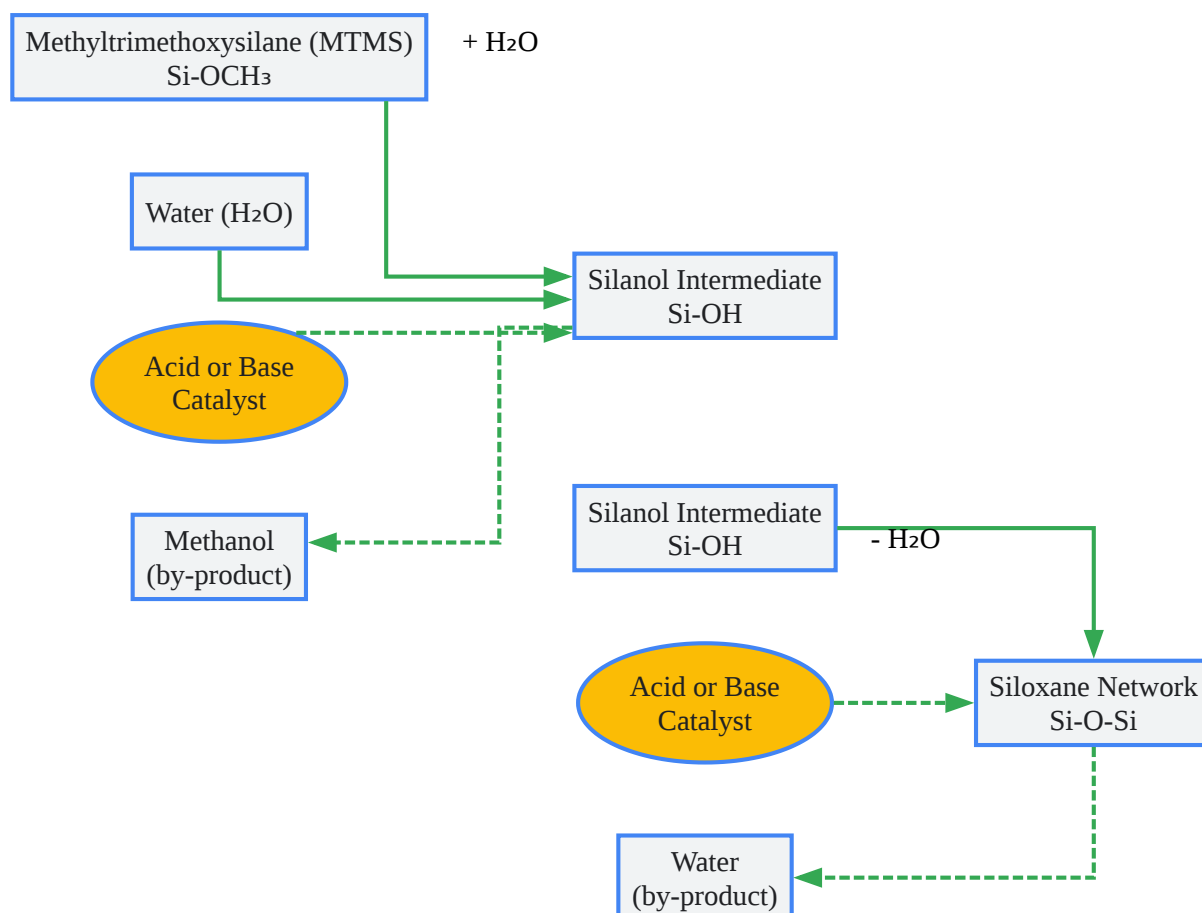 Methyltrimethoxysilane (MTMS)
Si-OCH₃
+ H₂O
Water (H₂O)
Silanol Intermediate
Si-OH
Acid or Base
Catalyst
Methanol
(by-product)
Silanol Intermediate
Si-OH
- H₂O
Acid or Base
Catalyst
Siloxane Network
Si-O-Si
Water
(by-product)